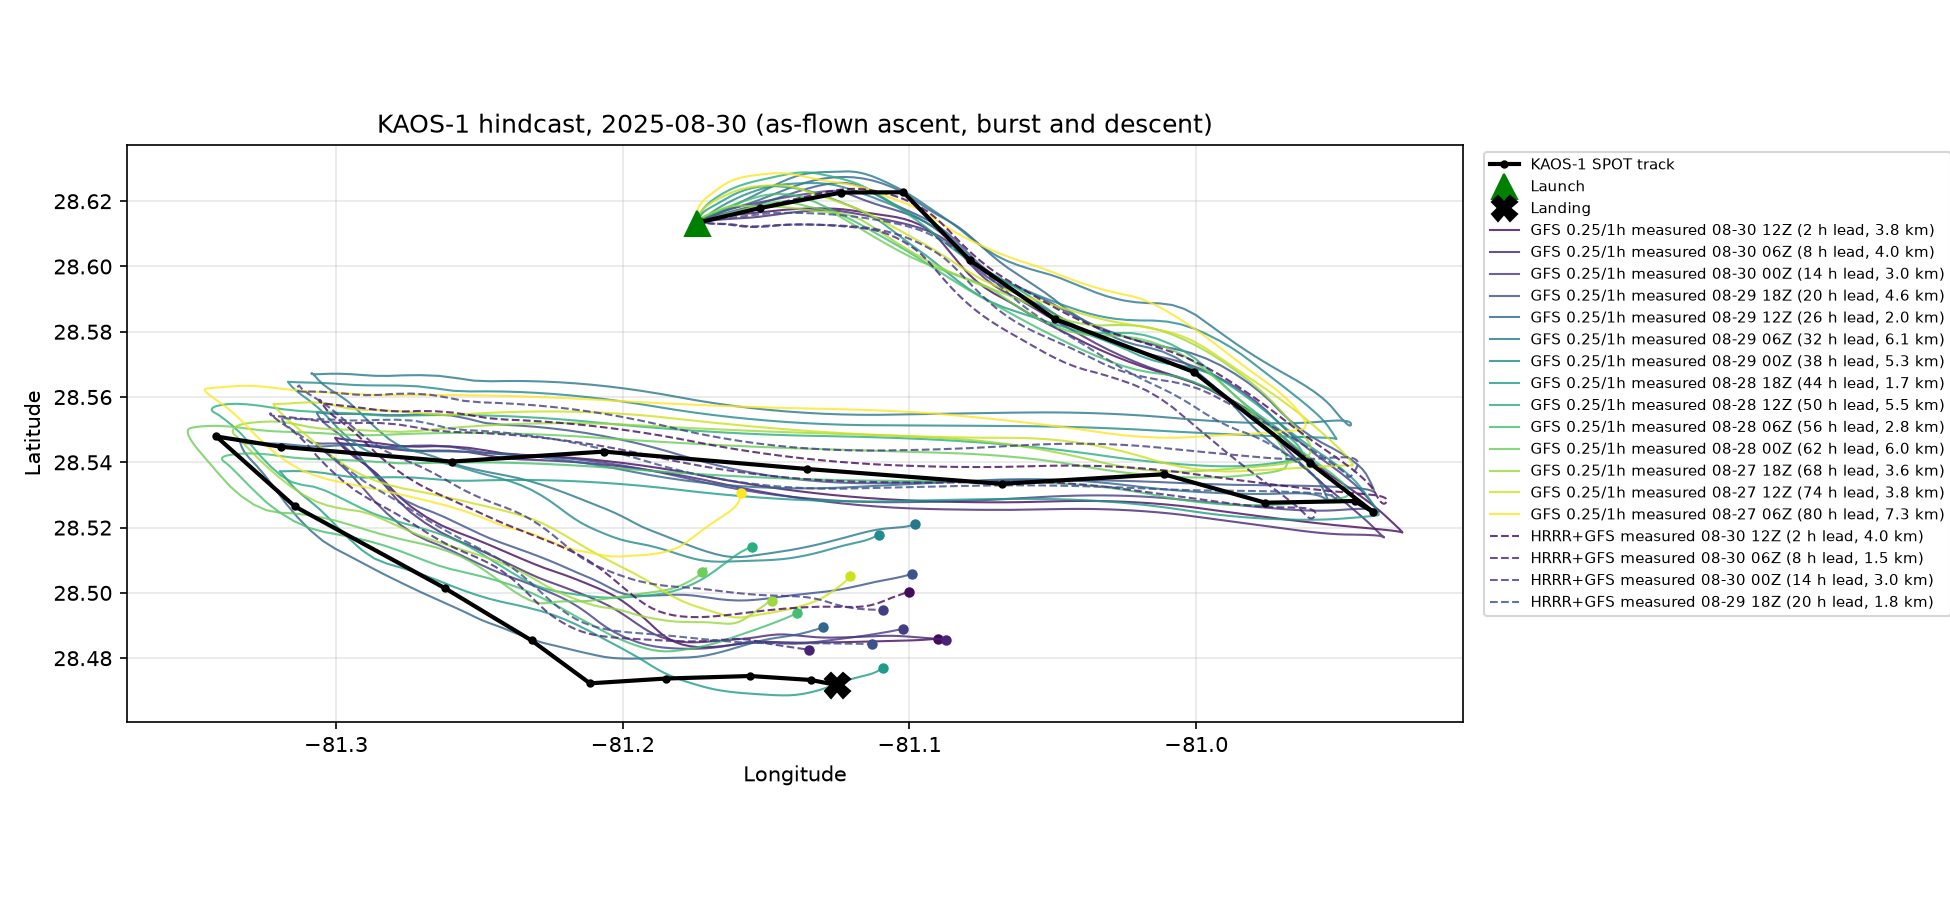 KAOS-1 hindcast, 2025-08-30 (as-flown ascent, burst and descent)
28.62
28.60
28.58
28.56
28.54
28.52
28.50
28.48
Latitude
−81.3
−81.2
−81.1
−81.0
Longitude
KAOS-1 SPOT track
Launch
Landing
GFS 0.25/1h measured 08-30 12Z (2 h lead, 3.8 km)
GFS 0.25/1h measured 08-30 06Z (8 h lead, 4.0 km)
GFS 0.25/1h measured 08-30 00Z (14 h lead, 3.0 km)
GFS 0.25/1h measured 08-29 18Z (20 h lead, 4.6 km)
GFS 0.25/1h measured 08-29 12Z (26 h lead, 2.0 km)
GFS 0.25/1h measured 08-29 06Z (32 h lead, 6.1 km)
GFS 0.25/1h measured 08-29 00Z (38 h lead, 5.3 km)
GFS 0.25/1h measured 08-28 18Z (44 h lead, 1.7 km)
GFS 0.25/1h measured 08-28 12Z (50 h lead, 5.5 km)
GFS 0.25/1h measured 08-28 06Z (56 h lead, 2.8 km)
GFS 0.25/1h measured 08-28 00Z (62 h lead, 6.0 km)
GFS 0.25/1h measured 08-27 18Z (68 h lead, 3.6 km)
GFS 0.25/1h measured 08-27 12Z (74 h lead, 3.8 km)
GFS 0.25/1h measured 08-27 06Z (80 h lead, 7.3 km)
HRRR+GFS measured 08-30 12Z (2 h lead, 4.0 km)
HRRR+GFS measured 08-30 06Z (8 h lead, 1.5 km)
HRRR+GFS measured 08-30 00Z (14 h lead, 3.0 km)
HRRR+GFS measured 08-29 18Z (20 h lead, 1.8 km)